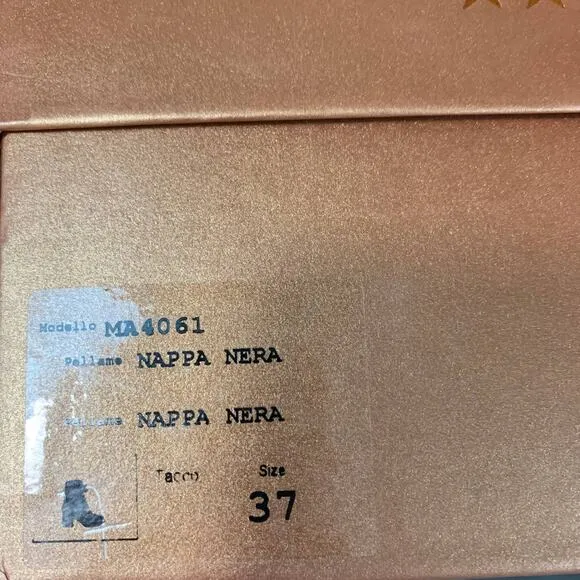 Modello MA4061
Pellame NAPPA NERA
Pellame NAPPA NERA
Tacco Size
37